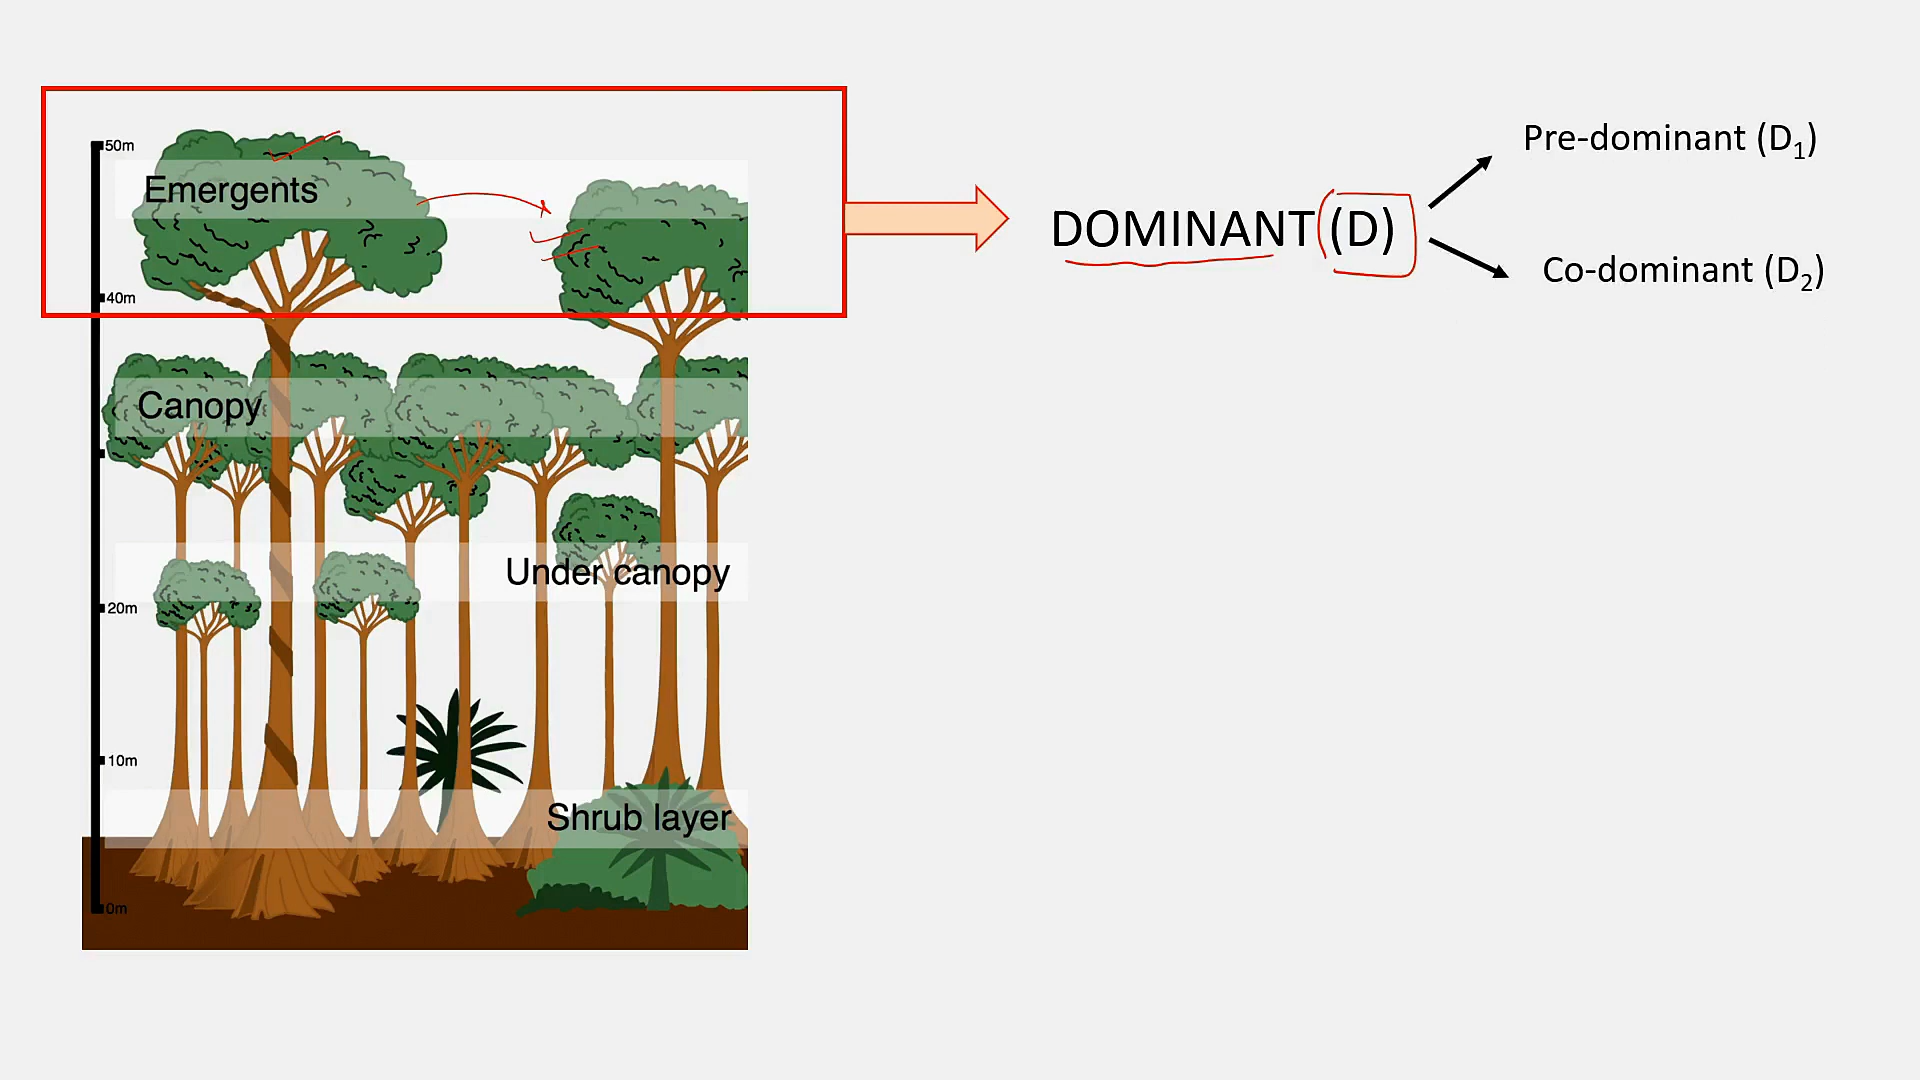 50m
Emergents
40m
Canopy
Under canopy
20m
10m
Shrub layer
0m
DOMINANT (D)
Pre-dominant (D1)
Co-dominant (D2)